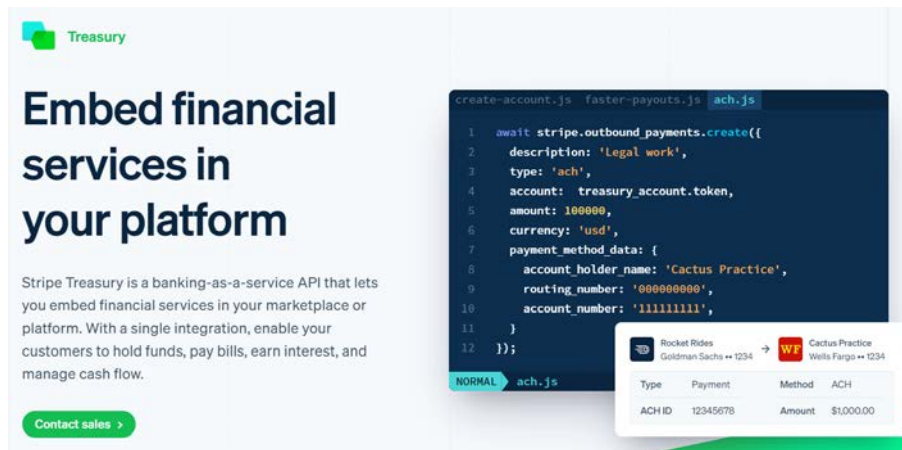 Treasury
Embed financial
services in
your platform
Stripe Treasury is a banking-as-a-service API that lets
you embed financial services in your marketplace or
platform. With a single integration, enable your
customers to hold funds, pay bills, earn interest, and
manage cash flow.
Contact sales >
create-account.js faster-payouts.js ach.js
1 await stripe.outbound_payments.create({
2 description: 'Legal work',
3 type: 'ach',
4 account: treasury_account.token,
5 amount: 100000,
6 currency: 'usd',
7 payment_method_data: {
8 account_holder_name: 'Cactus Practice',
9 routing_number: '000000000',
10 account_number: '111111111',
11 }
12 });
NORMAL ach.js
Rocket Rides → WF Cactus Practice
Goldman Sachs •• 1234 Wells Fargo •• 1234
Type Payment Method ACH
ACH ID 12345678 Amount $1,000.00